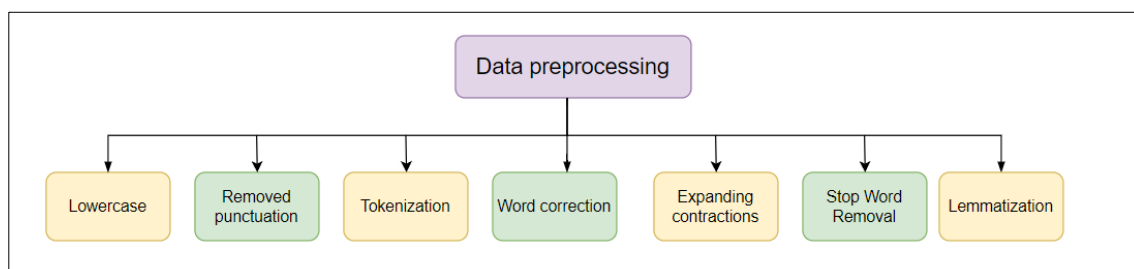 Data preprocessing
Lowercase
Removed
punctuation
Tokenization
Word correction
Expanding
contractions
Stop Word
Removal
Lemmatization